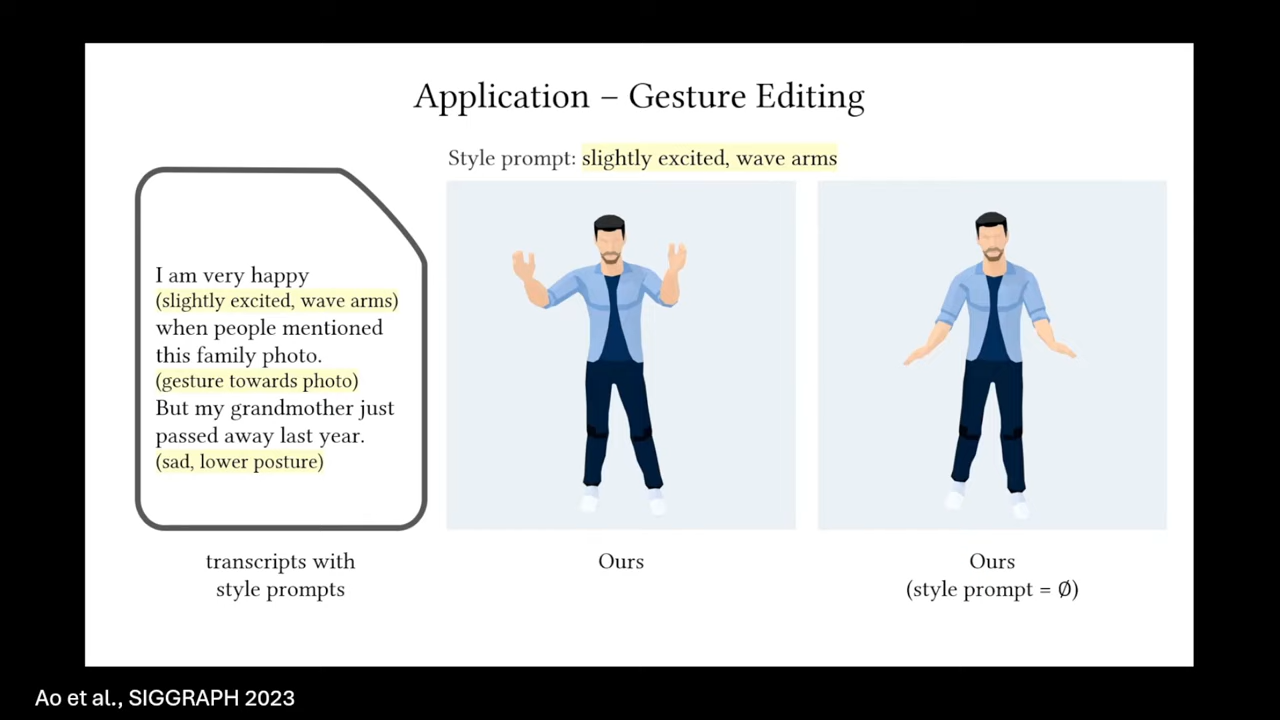 Application – Gesture Editing
Style prompt: slightly excited, wave arms
I am very happy
(slightly excited, wave arms)
when people mentioned
this family photo.
(gesture towards photo)
But my grandmother just
passed away last year.
(sad, lower posture)
transcripts with
style prompts
Ours
Ours
(style prompt = Ø)
Ao et al., SIGGRAPH 2023